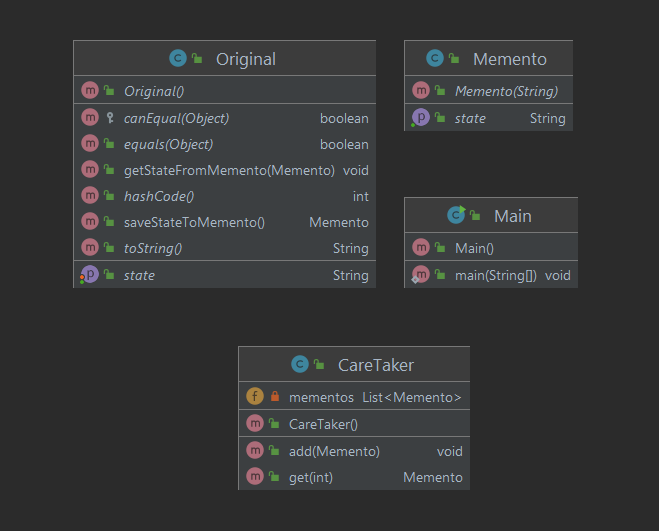 Original
Original()
canEqual(Object) boolean
equals(Object) boolean
getStateFromMemento(Memento) void
hashCode() int
saveStateToMemento() Memento
toString() String
state String
Memento
Memento(String)
state String
Main
Main()
main(String[]) void
CareTaker
mementos List<Memento>
CareTaker()
add(Memento) void
get(int) Memento